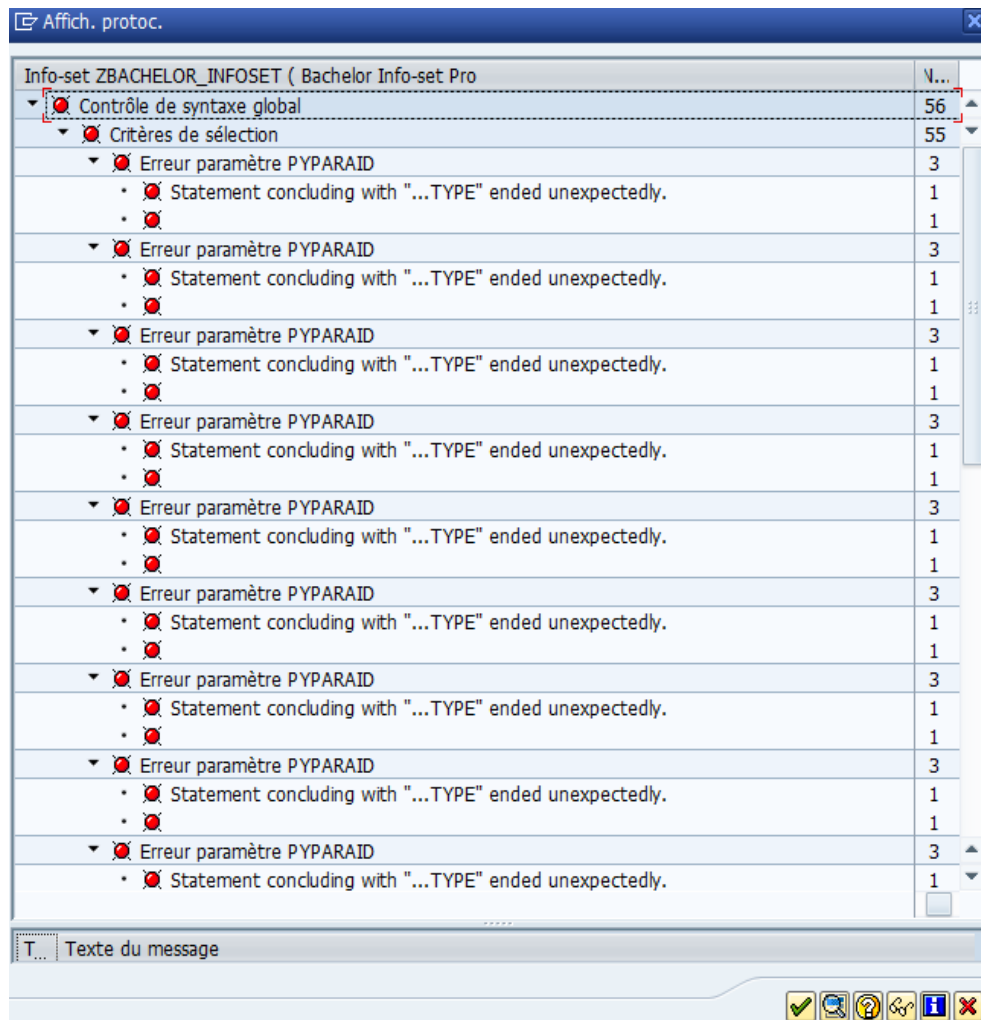 Affich. protoc.
Info-set ZBACHELOR_INFOSET ( Bachelor Info-set Pro N...
Contrôle de syntaxe global 56
Critères de sélection 55
Erreur paramètre PYPARAID 3
Statement concluding with "...TYPE" ended unexpectedly. 1
1
Erreur paramètre PYPARAID 3
Statement concluding with "...TYPE" ended unexpectedly. 1
1
Erreur paramètre PYPARAID 3
Statement concluding with "...TYPE" ended unexpectedly. 1
1
Erreur paramètre PYPARAID 3
Statement concluding with "...TYPE" ended unexpectedly. 1
1
Erreur paramètre PYPARAID 3
Statement concluding with "...TYPE" ended unexpectedly. 1
1
Erreur paramètre PYPARAID 3
Statement concluding with "...TYPE" ended unexpectedly. 1
1
Erreur paramètre PYPARAID 3
Statement concluding with "...TYPE" ended unexpectedly. 1
1
Erreur paramètre PYPARAID 3
Statement concluding with "...TYPE" ended unexpectedly. 1
1
Erreur paramètre PYPARAID 3
Statement concluding with "...TYPE" ended unexpectedly. 1
T... Texte du message